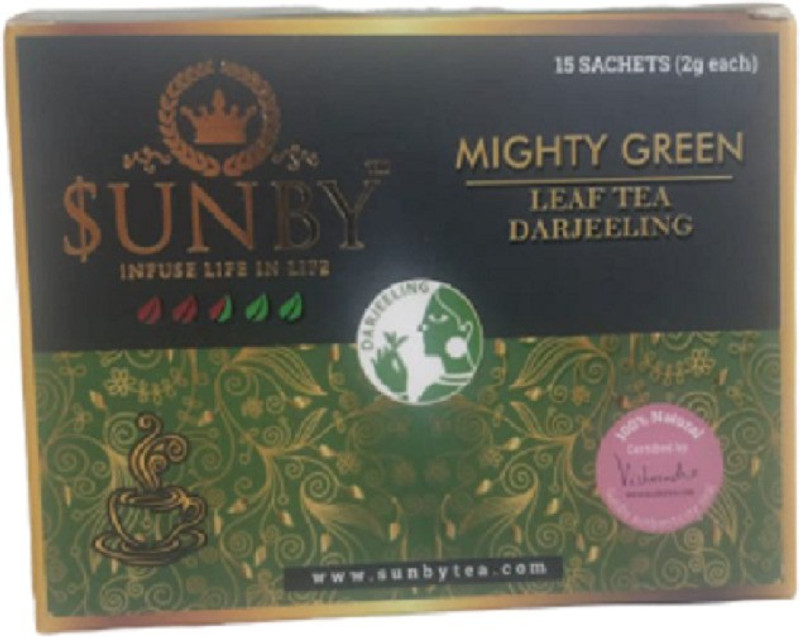 15 SACHETS (2g each)
$UNBY™
INFUSE LIFE IN LIFE
MIGHTY GREEN
LEAF TEA
DARJEELING
DARJEELING
100% Natural
Certified by
www.sunbytea.com